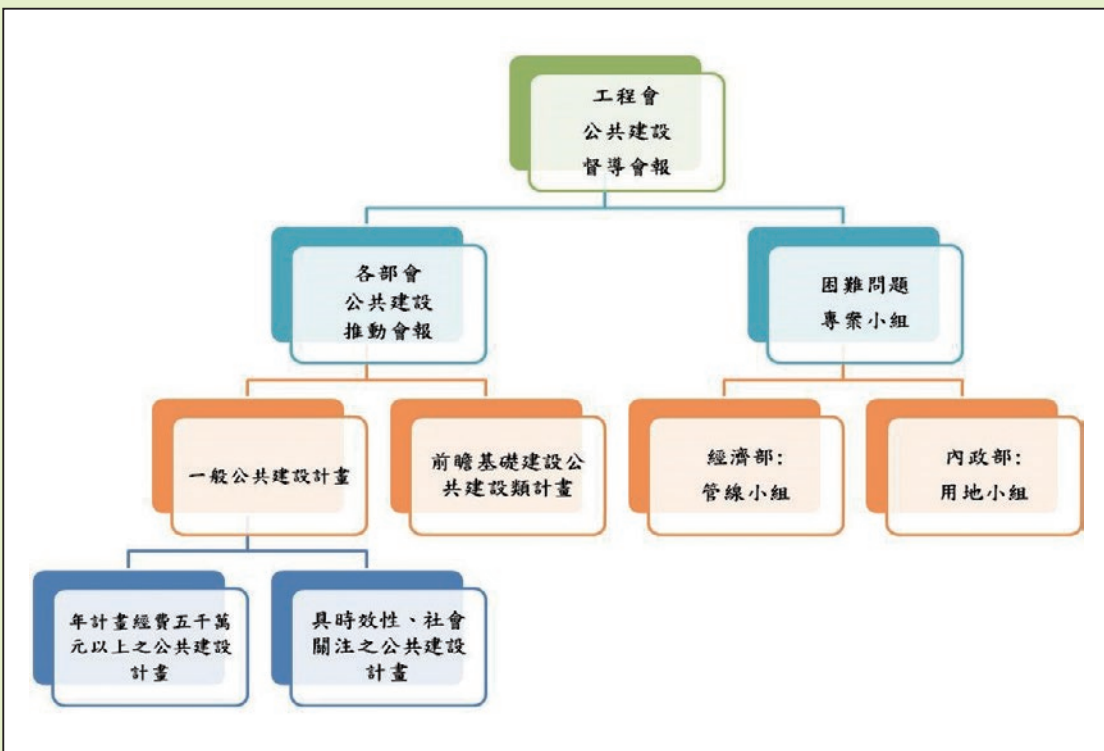 工程會
公共建設
督導會報
各部會
公共建設
推動會報
困難問題
專案小組
一般公共建設計畫
前瞻基礎建設公
共建設類計畫
經濟部:
管線小組
內政部:
用地小組
年計畫經費五千萬
元以上之公共建設
計畫
具時效性、社會
關注之公共建設
計畫